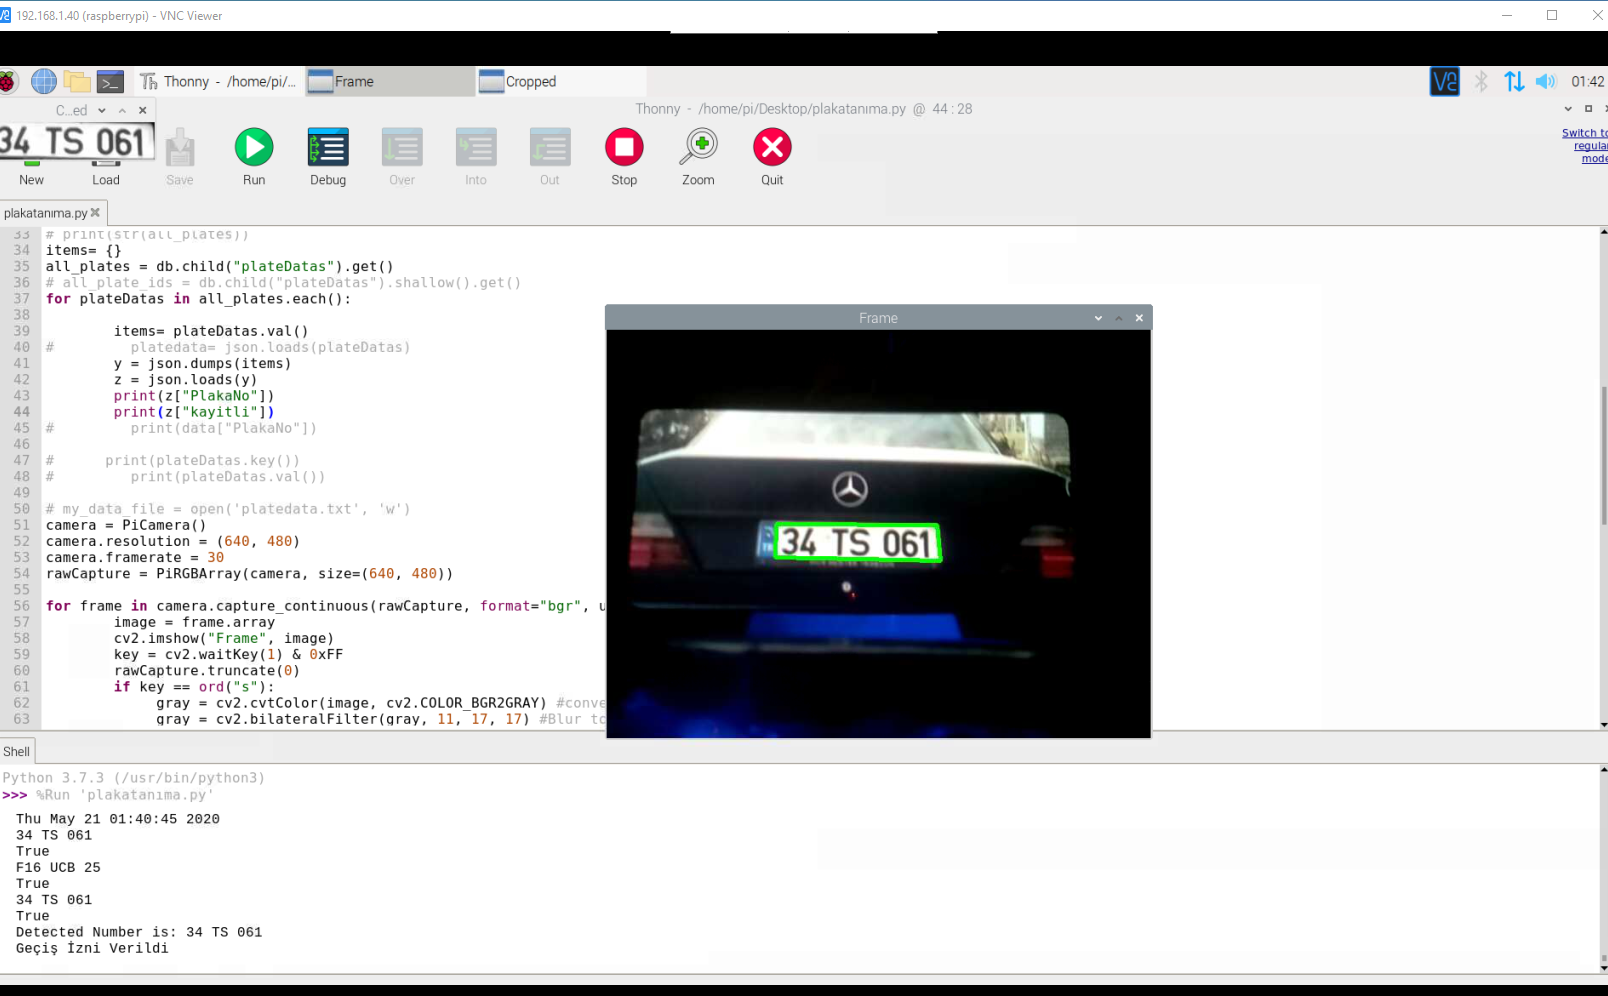 192.168.1.40 (raspberrypi) - VNC Viewer
Thonny - /home/pi/...
Frame
Cropped
01:42
C...ed
Thonny - /home/pi/Desktop/plakatanıma.py @ 44 : 28
34 TS 061
Switch to
regular
mode
New
Load
Save
Run
Debug
Over
Into
Out
Stop
Zoom
Quit
plakatanıma.py
33 # print(str(all_plates))
34 items= {}
35 all_plates = db.child("plateDatas").get()
36 # all_plate_ids = db.child("plateDatas").shallow().get()
37 for plateDatas in all_plates.each():
38
39 items= plateDatas.val()
40 # platedata= json.loads(plateDatas)
41 y = json.dumps(items)
42 z = json.loads(y)
43 print(z["PlakaNo"])
44 print(z["kayitli"])
45 # print(data["PlakaNo"])
46
47 # print(plateDatas.key())
48 # print(plateDatas.val())
49
50 # my_data_file = open('platedata.txt', 'w')
51 camera = PiCamera()
52 camera.resolution = (640, 480)
53 camera.framerate = 30
54 rawCapture = PiRGBArray(camera, size=(640, 480))
55
56 for frame in camera.capture_continuous(rawCapture, format="bgr", u
57 image = frame.array
58 cv2.imshow("Frame", image)
59 key = cv2.waitKey(1) & 0xFF
60 rawCapture.truncate(0)
61 if key == ord("s"):
62 gray = cv2.cvtColor(image, cv2.COLOR_BGR2GRAY) #conve
63 gray = cv2.bilateralFilter(gray, 11, 17, 17) #Blur to
Frame
34 TS 061
Shell
Python 3.7.3 (/usr/bin/python3)
>>> %Run 'plakatanıma.py'
Thu May 21 01:40:45 2020
34 TS 061
True
F16 UCB 25
True
34 TS 061
True
Detected Number is: 34 TS 061
Geçiş İzni Verildi